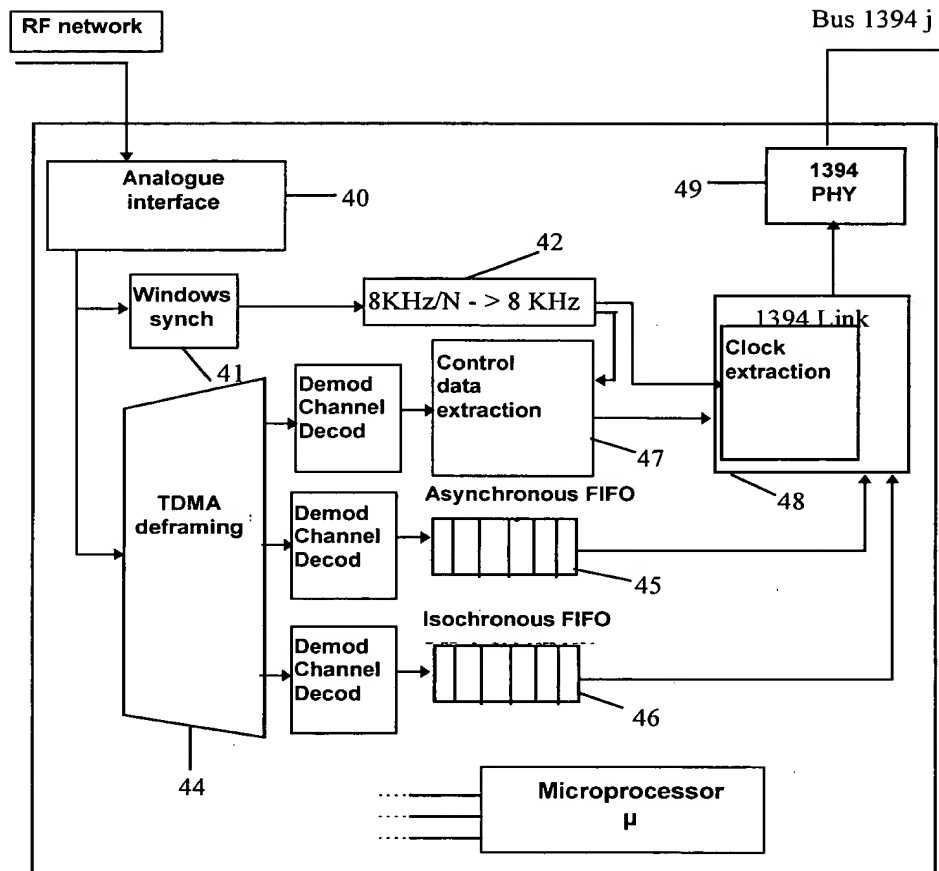 RF network
Bus 1394 j
Analogue
interface
40
49
1394
PHY
42
Windows
synch
8KHz/N - > 8 KHz
1394 Link
Clock
extraction
41
Demod
Channel
Decod
Control
data
extraction
47
48
TDMA
deframing
Asynchronous FIFO
Demod
Channel
Decod
45
Isochronous FIFO
Demod
Channel
Decod
46
44
Microprocessor
µ